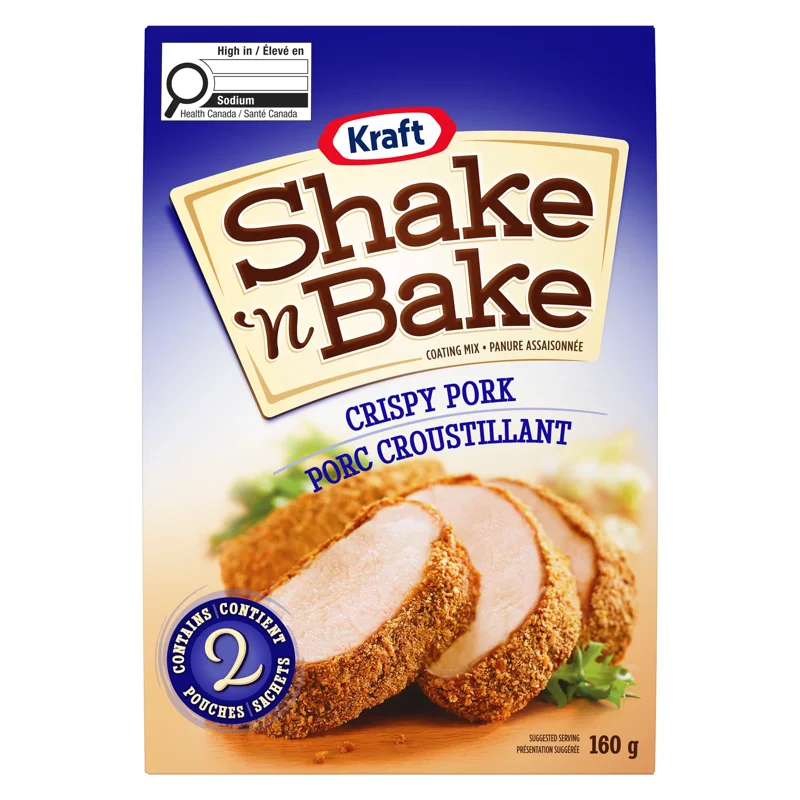 High in / Élevé en
Sodium
Health Canada / Santé Canada
Kraft
Shake
'n Bake
COATING MIX • PANURE ASSAISONNÉE
CRISPY PORK
PORC CROUSTILLANT
CONTAINS | CONTIENT
2
POUCHES | SACHETS
SUGGESTED SERVING
PRÉSENTATION SUGGÉRÉE
160 g